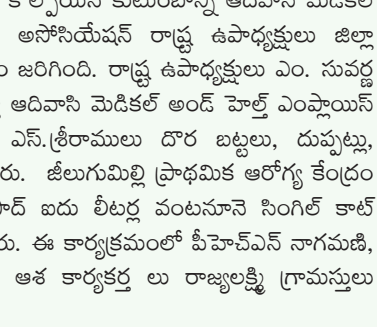 కోల్పోయిన కుటుంబాన్ని ఆదివాసి మెడికల్
అసోసియేషన్ రాష్ట్ర ఉపాధ్యక్షులు జిల్లా
జరిగింది. రాష్ట్ర ఉపాధ్యక్షులు ఎం. సువర్ణ
ఆదివాసి మెడికల్ అండ్ హెల్త్ ఎంప్లాయిస్
ఎస్.శ్రీరాములు దొర బట్టలు, దుప్పట్లు,
రు. జీలుగుమిల్లి ప్రాథమిక ఆరోగ్య కేంద్రం
ఐదు లీటర్ల వంటనూనె సింగిల్ కాట్
రు. ఈ కార్యక్రమంలో పీహెచ్ఎన్ నాగమణి,
ఆశ కార్యకర్త లు రాజ్యలక్ష్మి గ్రామస్తులు